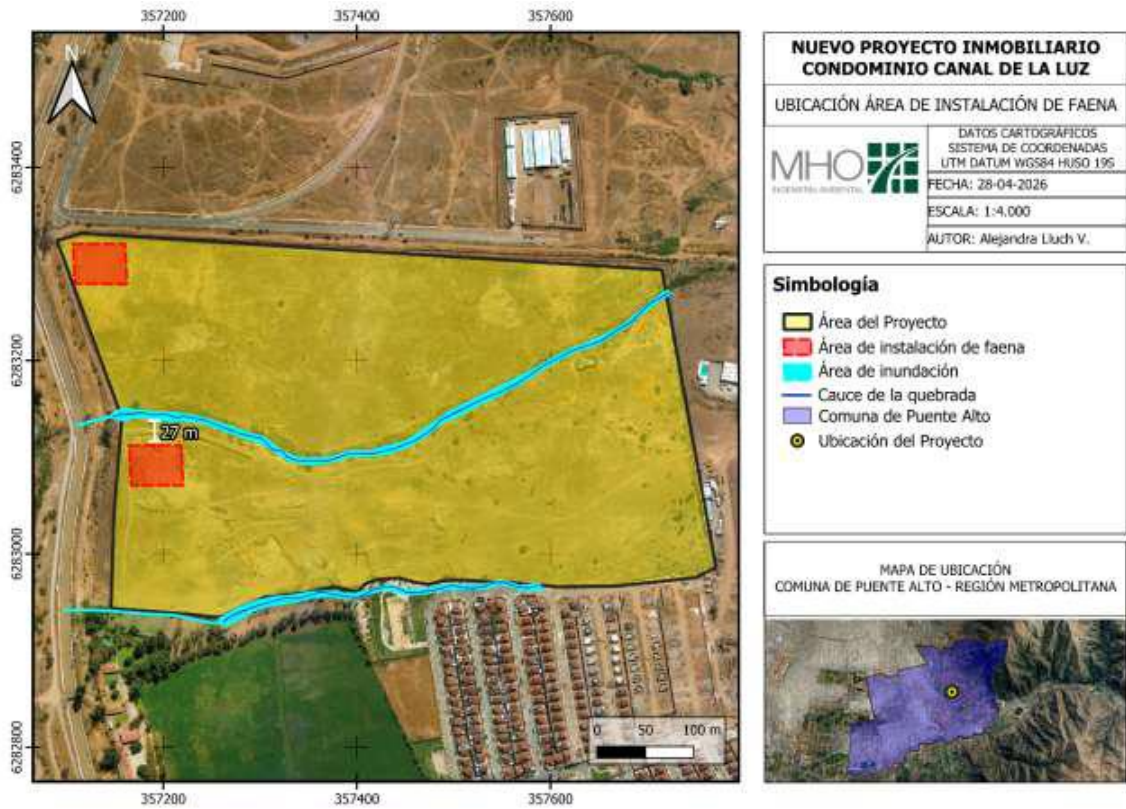 357200
357400
357600
N
6283400
6283200
6283000
6282800
27 m
0 50 100 m
357200
357400
357600
NUEVO PROYECTO INMOBILIARIO
CONDOMINIO CANAL DE LA LUZ
UBICACIÓN ÁREA DE INSTALACIÓN DE FAENA
MHO
INGENIERÍA AMBIENTAL
DATOS CARTOGRÁFICOS
SISTEMA DE COORDENADAS
UTM DATUM WGS84 HUSO 19S
FECHA: 28-04-2026
ESCALA: 1:4.000
AUTOR: Alejandra Lluch V.
Simbología
Área del Proyecto
Área de instalación de faena
Área de inundación
Cauce de la quebrada
Comuna de Puente Alto
Ubicación del Proyecto
MAPA DE UBICACIÓN
COMUNA DE PUENTE ALTO - REGIÓN METROPOLITANA